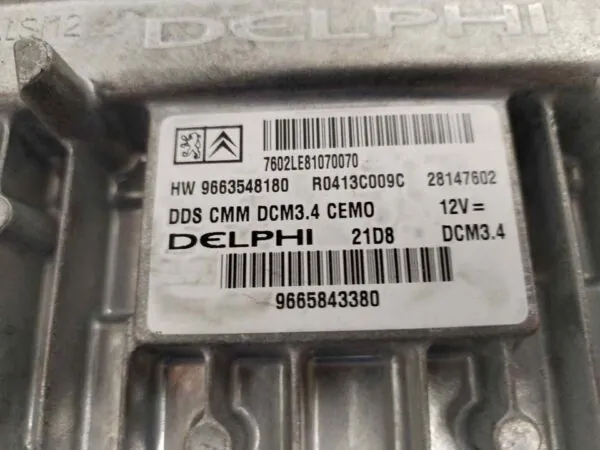 DELPHI
7602LE81070070
HW 9663548180 R0413C009C 28147602
DDS CMM DCM3.4 CEMO 12V=
DELPHI 21D8 DCM3.4
9665843380